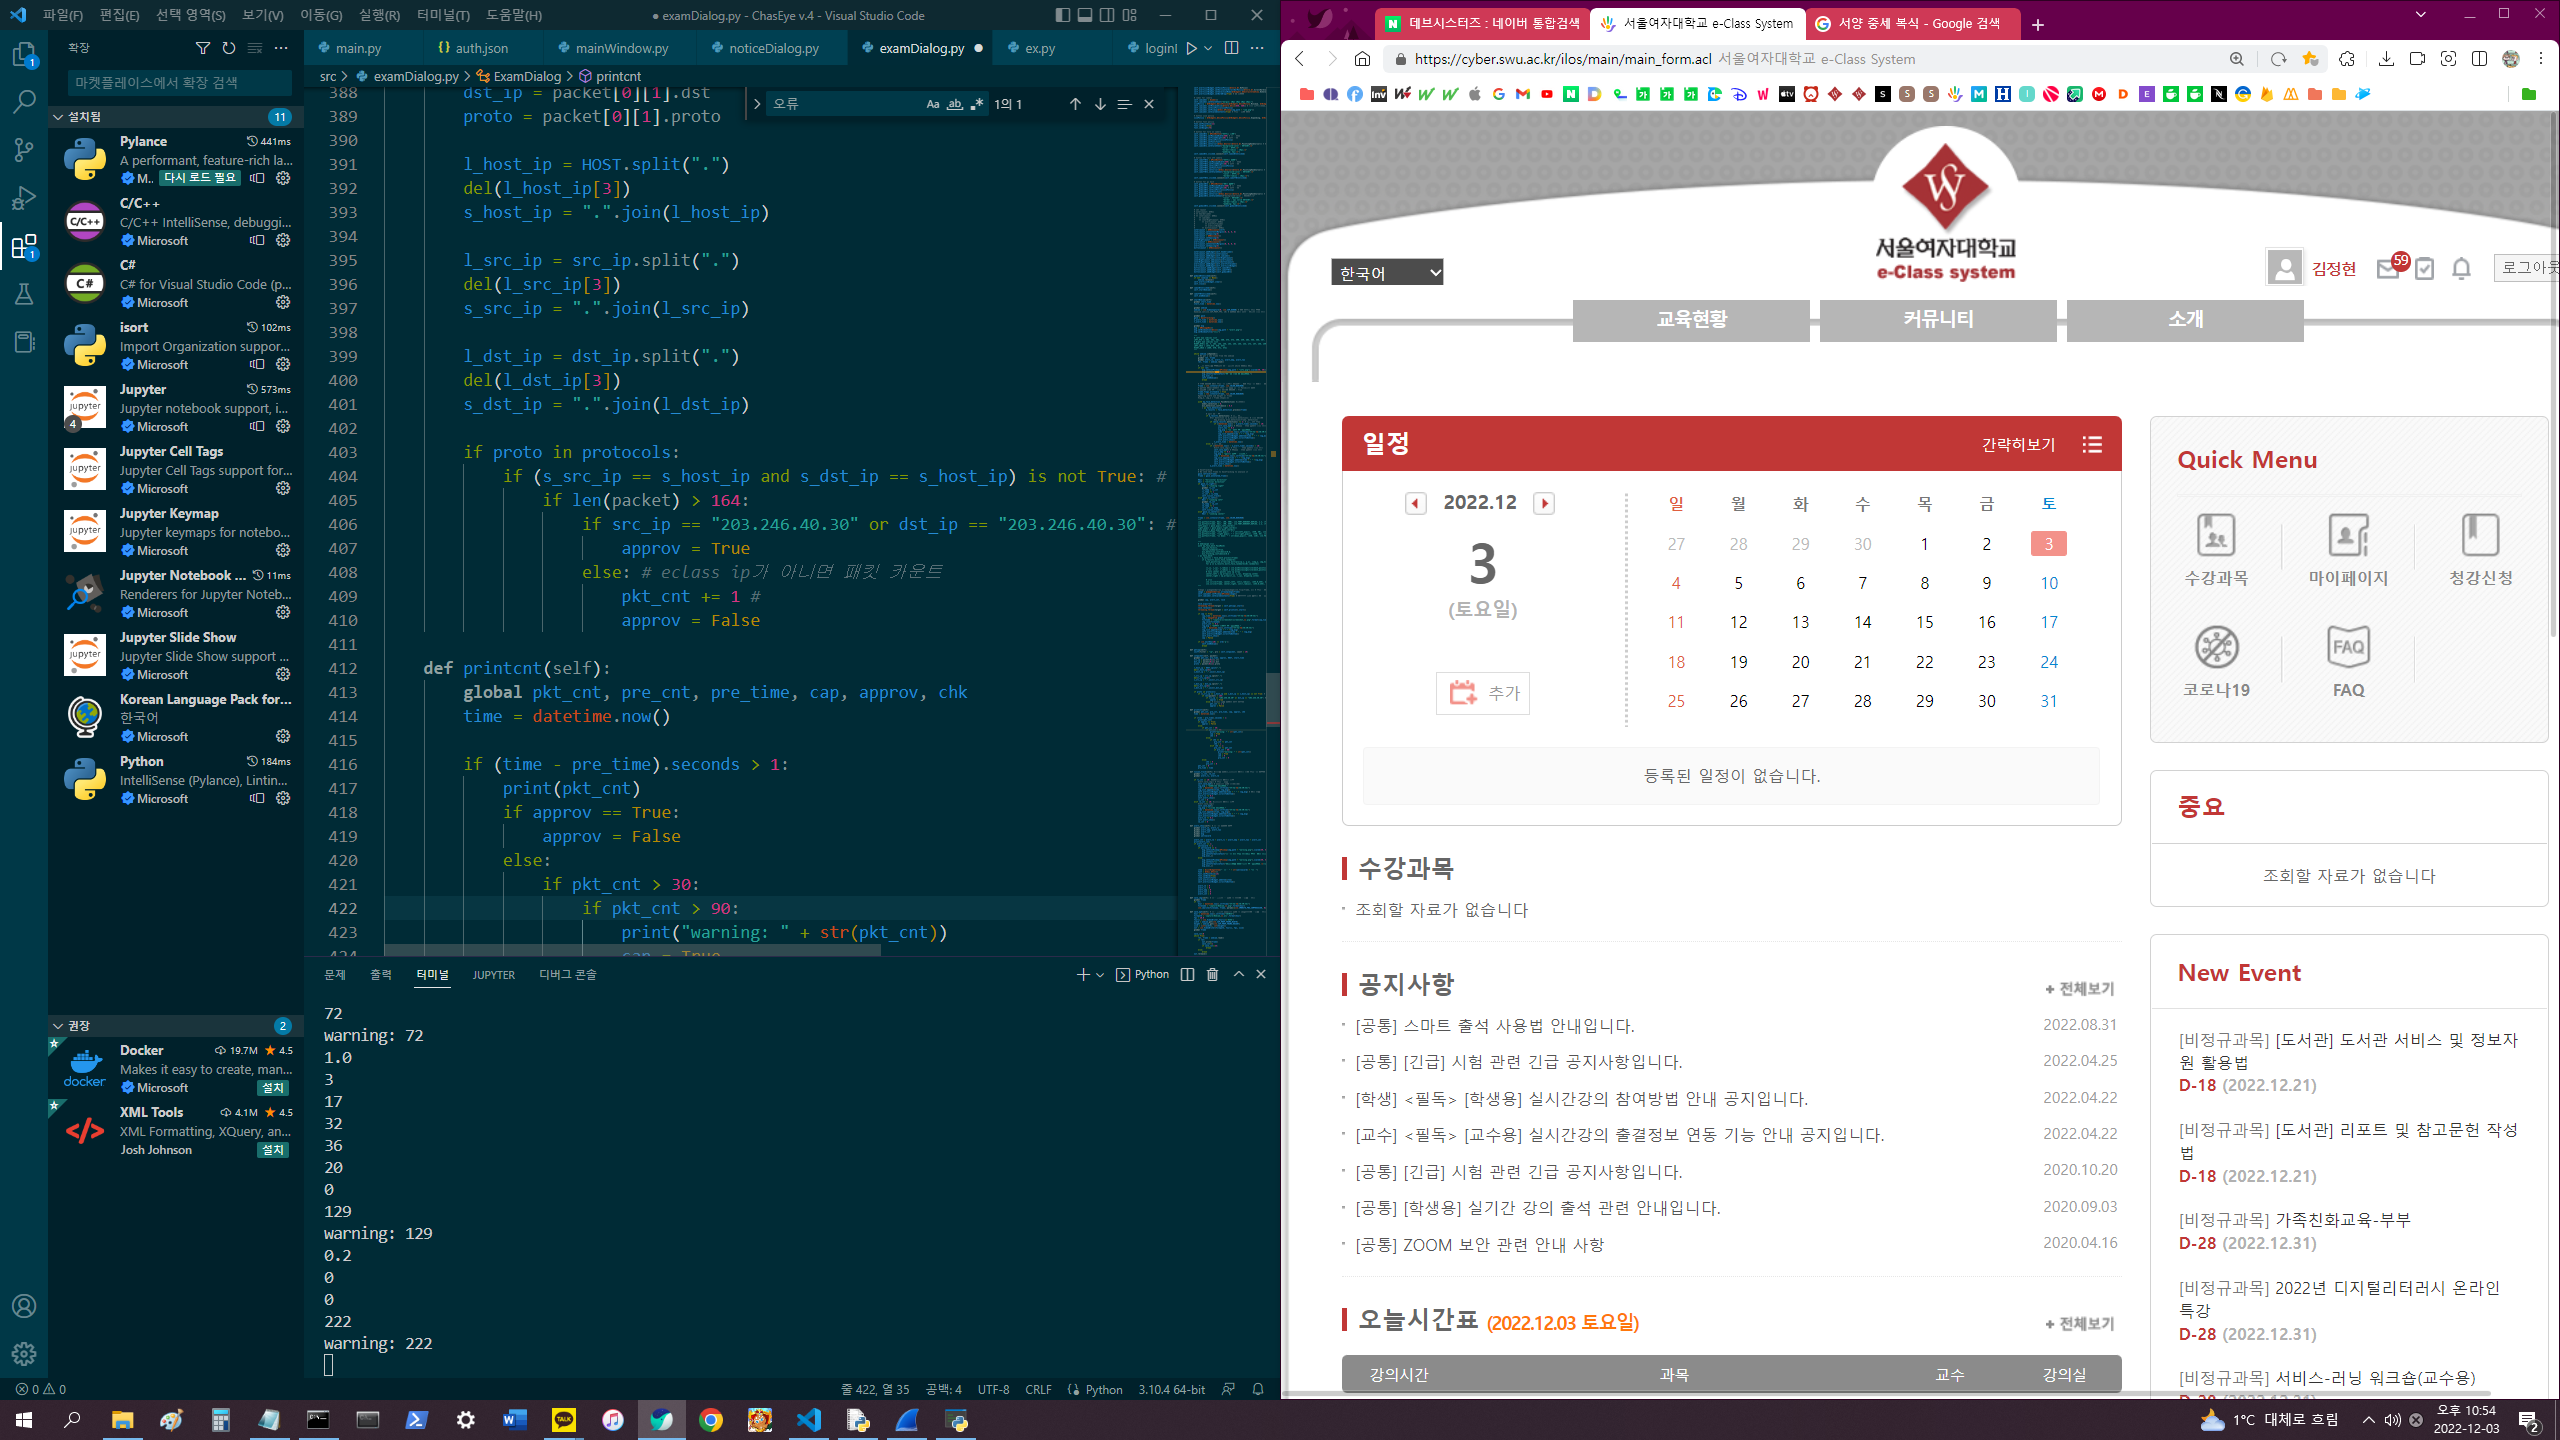 파일(F) 편집(E) 선택 영역(S) 보기(V) 이동(G) 실행(R) 터미널(T) 도움말(H)
● examDialog.py - ChasEye v.4 - Visual Studio Code
확장
마켓플레이스에서 확장 검색
설치됨 11
Pylance 441ms
A performant, feature-rich la...
M.. 다시 로드 필요
C/C++
C/C++ IntelliSense, debuggi...
Microsoft
C#
C# for Visual Studio Code (p...
Microsoft
isort 102ms
Import Organization suppor...
Microsoft
Jupyter 573ms
Jupyter notebook support, i...
Microsoft
Jupyter Cell Tags
Jupyter Cell Tags support for...
Microsoft
Jupyter Keymap
Jupyter keymaps for notebo...
Microsoft
Jupyter Notebook ... 11ms
Renderers for Jupyter Noteb...
Microsoft
Jupyter Slide Show
Jupyter Slide Show support ...
Microsoft
Korean Language Pack for...
한국어
Microsoft
Python 184ms
IntelliSense (Pylance), Lintin...
Microsoft
권장 2
Docker 19.7M ★ 4.5
Makes it easy to create, man...
Microsoft 설치
XML Tools 4.1M ★ 4.5
XML Formatting, XQuery, an...
Josh Johnson 설치
main.py auth.json mainWindow.py noticeDialog.py examDialog.py ● ex.py loginI
src > examDialog.py > ExamDialog > printcnt
오류 Aa ab 1의 1
388 dst_ip = packet[0][1].dst
389 proto = packet[0][1].proto
390
391 l_host_ip = HOST.split(".")
392 del(l_host_ip[3])
393 s_host_ip = ".".join(l_host_ip)
394
395 l_src_ip = src_ip.split(".")
396 del(l_src_ip[3])
397 s_src_ip = ".".join(l_src_ip)
398
399 l_dst_ip = dst_ip.split(".")
400 del(l_dst_ip[3])
401 s_dst_ip = ".".join(l_dst_ip)
402
403 if proto in protocols:
404 if (s_src_ip == s_host_ip and s_dst_ip == s_host_ip) is not True: #
405 if len(packet) > 164:
406 if src_ip == "203.246.40.30" or dst_ip == "203.246.40.30": #
407 approv = True
408 else: # eclass ip가 아니면 패킷 카운트
409 pkt_cnt += 1 #
410 approv = False
411
412 def printcnt(self):
413 global pkt_cnt, pre_cnt, pre_time, cap, approv, chk
414 time = datetime.now()
415
416 if (time - pre_time).seconds > 1:
417 print(pkt_cnt)
418 if approv == True:
419 approv = False
420 else:
421 if pkt_cnt > 30:
422 if pkt_cnt > 90:
423 print("warning: " + str(pkt_cnt))
424 cap = True
문제 출력 터미널 JUPYTER 디버그 콘솔
Python
72
warning: 72
1.0
3
17
32
36
20
0
129
warning: 129
0.2
0
0
222
warning: 222
0 0
줄 422, 열 35 공백: 4 UTF-8 CRLF Python 3.10.4 64-bit
데브시스터즈 : 네이버 통합검색
서울여자대학교 e-Class System
서양 중세 복식 - Google 검색
https://cyber.swu.ac.kr/ilos/main/main_form.acl 서울여자대학교 e-Class System
서울여자대학교
e-Class system
한국어
김정현 59 로그아웃
교육현황 커뮤니티 소개
일정 간략히보기
2022.12
3
(토요일)
추가
일 월 화 수 목 금 토
27 28 29 30 1 2 3
4 5 6 7 8 9 10
11 12 13 14 15 16 17
18 19 20 21 22 23 24
25 26 27 28 29 30 31
등록된 일정이 없습니다.
수강과목
조회할 자료가 없습니다
공지사항 + 전체보기
[공통] 스마트 출석 사용법 안내입니다. 2022.08.31
[공통] [긴급] 시험 관련 긴급 공지사항입니다. 2022.04.25
[학생] <필독> [학생용] 실시간강의 참여방법 안내 공지입니다. 2022.04.22
[교수] <필독> [교수용] 실시간강의 출결정보 연동 기능 안내 공지입니다. 2022.04.22
[공통] [긴급] 시험 관련 긴급 공지사항입니다. 2020.10.20
[공통] [학생용] 실기간 강의 출석 관련 안내입니다. 2020.09.03
[공통] ZOOM 보안 관련 안내 사항 2020.04.16
오늘시간표 (2022.12.03 토요일) + 전체보기
강의시간 과목 교수 강의실
Quick Menu
수강과목 마이페이지 청강신청
코로나19 FAQ
중요
조회할 자료가 없습니다
New Event
[비정규과목] [도서관] 도서관 서비스 및 정보자
원 활용법
D-18 (2022.12.21)
[비정규과목] [도서관] 리포트 및 참고문헌 작성
법
D-18 (2022.12.21)
[비정규과목] 가족친화교육-부부
D-28 (2022.12.31)
[비정규과목] 2022년 디지털리터러시 온라인
특강
D-28 (2022.12.31)
[비정규과목] 서비스-러닝 워크숍(교수용)
1°C 대체로 흐림
오후 10:54
2022-12-03
2